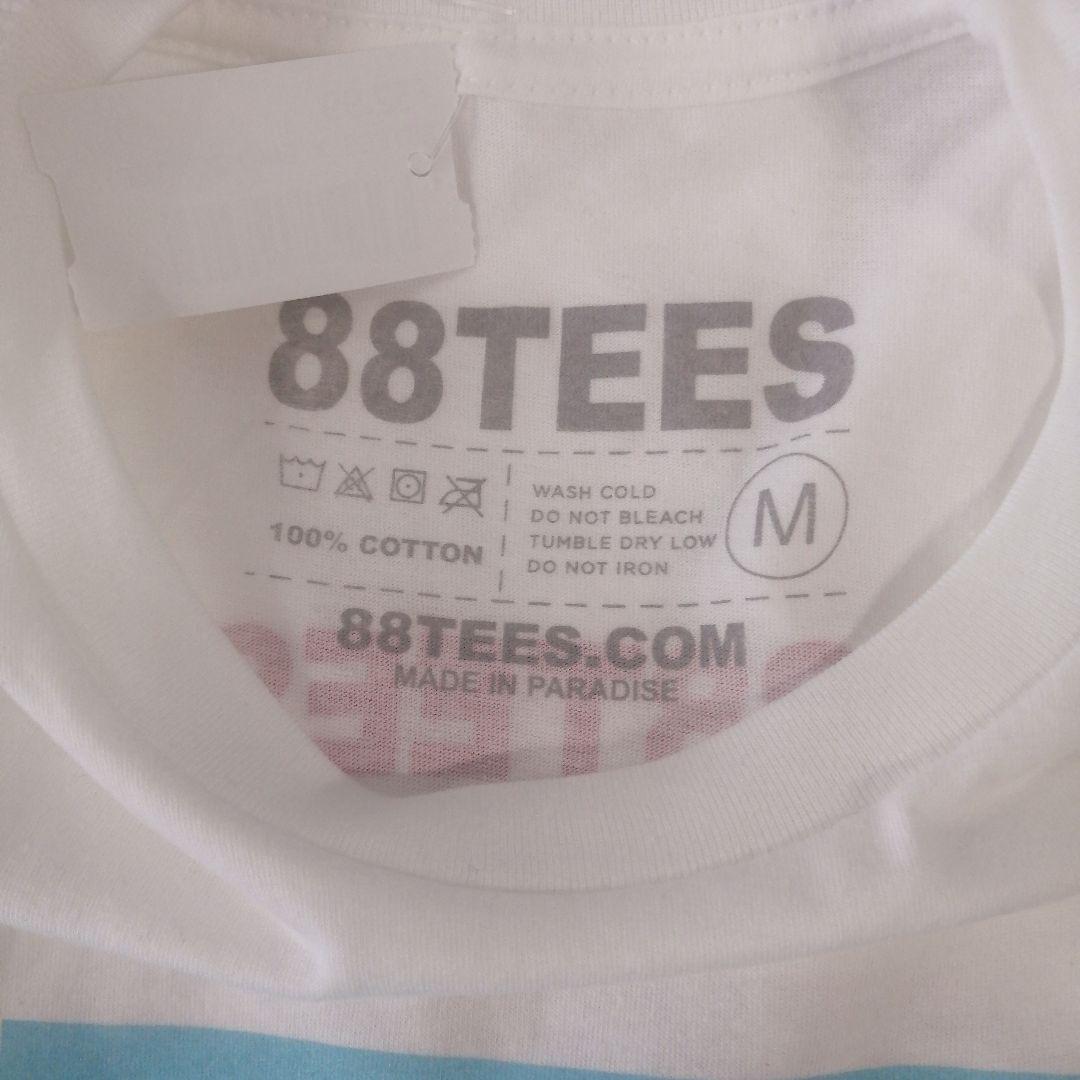 88TEES
100% COTTON
WASH COLD
DO NOT BLEACH
TUMBLE DRY LOW
DO NOT IRON
M
88TEES.COM
MADE IN PARADISE